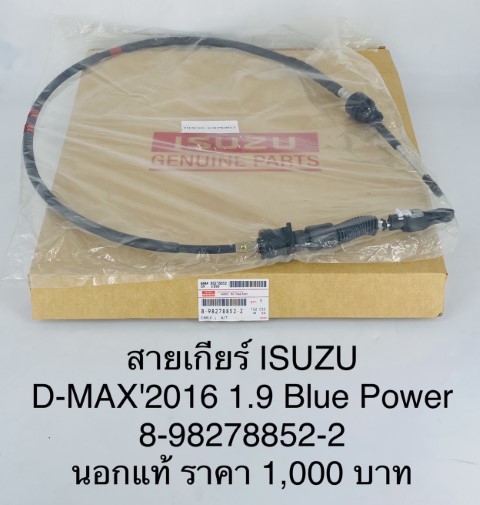 ISUZU
GENUINE PARTS
8-98278852-2
สายเกียร์ ISUZU
D-MAX'2016 1.9 Blue Power
8-98278852-2
นอกแท้ ราคา 1,000 บาท